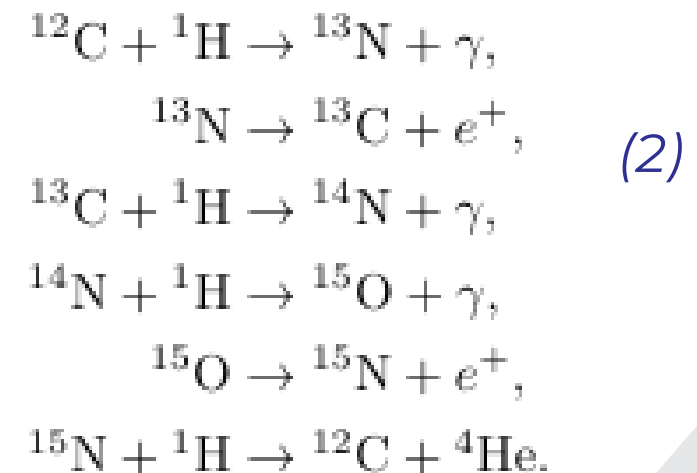 ¹²C + ¹H → ¹³N + γ,
¹³N → ¹³C + e⁺,
(2)
¹³C + ¹H → ¹⁴N + γ,
¹⁴N + ¹H → ¹⁵O + γ,
¹⁵O → ¹⁵N + e⁺,
¹⁵N + ¹H → ¹²C + ⁴He.